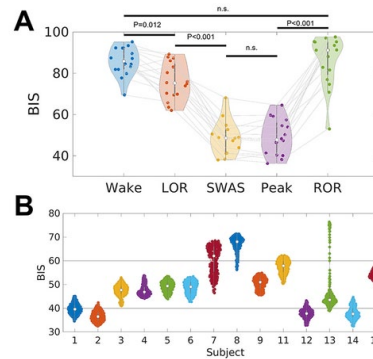 A
n.s.
P=0.012
P<0.001
P<0.001
n.s.
BIS
100
80
60
40
Wake LOR SWAS Peak ROR
B
BIS
80
70
60
50
40
30
1 2 3 4 5 6 7 8 9 11 12 13 14
Subject